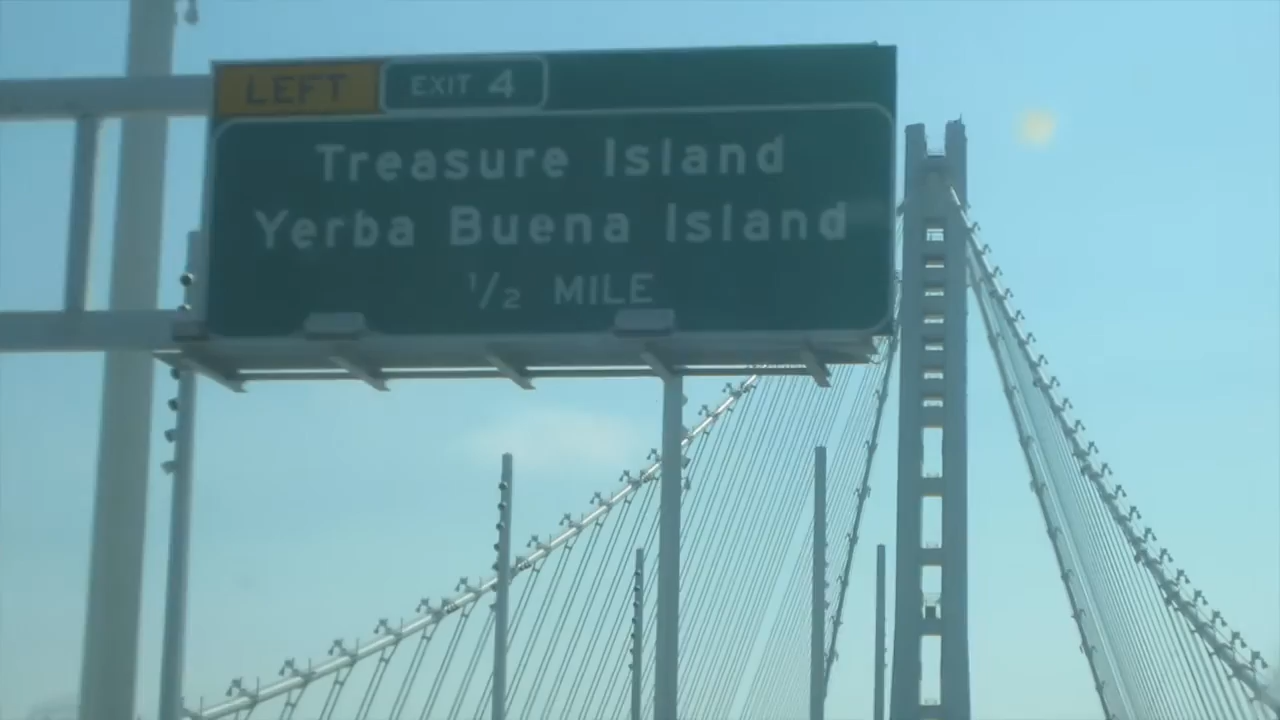 LEFT EXIT 4
Treasure Island
Yerba Buena Island
1/2 MILE